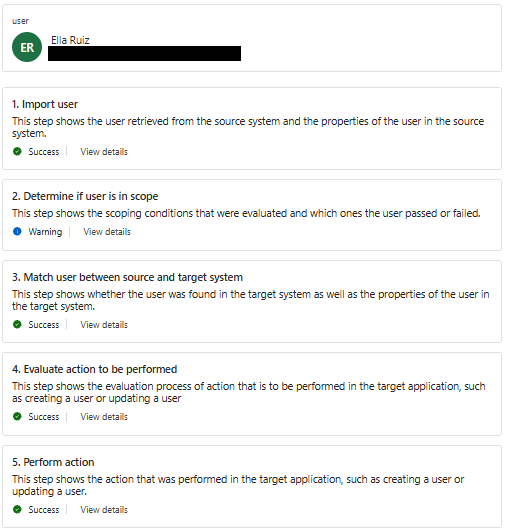 user
ER
Ella Ruiz
1. Import user
This step shows the user retrieved from the source system and the properties of the user in the source
system.
Success
View details
2. Determine if user is in scope
This step shows the scoping conditions that were evaluated and which ones the user passed or failed.
Warning
View details
3. Match user between source and target system
This step shows whether the user was found in the target system as well as the properties of the user in
the target system.
Success
View details
4. Evaluate action to be performed
This step shows the evaluation process of action that is to be performed in the target application, such
as creating a user or updating a user
Success
View details
5. Perform action
This step shows the action that was performed in the target application, such as creating a user or
updating a user.
Success
View details